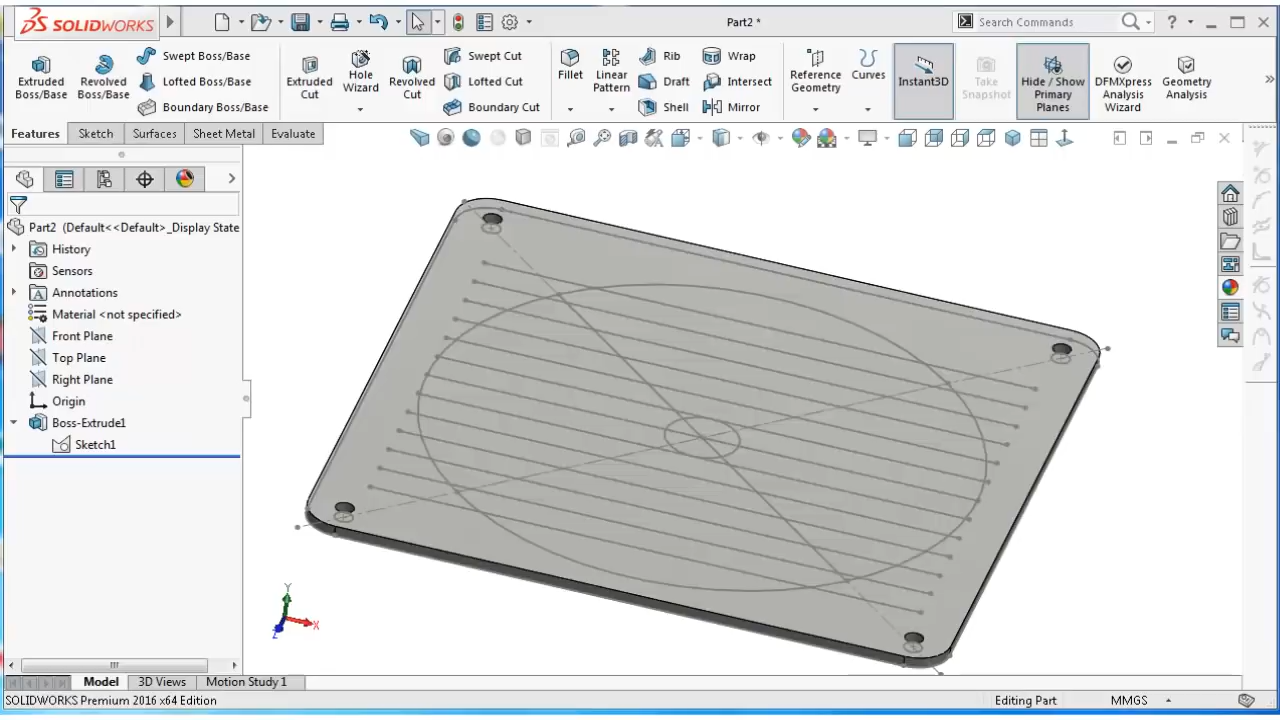 SOLIDWORKS
Part2 *
Search Commands
?
Extruded Boss/Base
Revolved Boss/Base
Swept Boss/Base
Lofted Boss/Base
Boundary Boss/Base
Extruded Cut
Hole Wizard
Revolved Cut
Swept Cut
Lofted Cut
Boundary Cut
Fillet
Linear Pattern
Rib
Draft
Shell
Wrap
Intersect
Mirror
Reference Geometry
Curves
Instant3D
Take Snapshot
Hide / Show Primary Planes
DFMXpress Analysis Wizard
Geometry Analysis
Features Sketch Surfaces Sheet Metal Evaluate
Part2 (Default<<Default>_Display State
History
Sensors
Annotations
Material <not specified>
Front Plane
Top Plane
Right Plane
Origin
Boss-Extrude1
Sketch1
Y
X
Z
Model 3D Views Motion Study 1
SOLIDWORKS Premium 2016 x64 Edition
Editing Part
MMGS